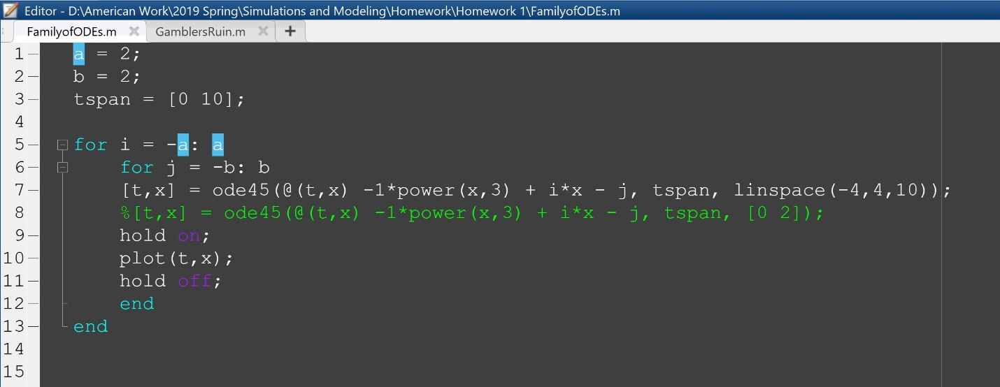 Editor - D:\American Work\2019 Spring\Simulations and Modeling\Homework\Homework 1\FamilyofODEs.m
FamilyofODEs.m GamblersRuin.m +
1 a = 2;
2 b = 2;
3 tspan = [0 10];
4
5 for i = -a: a
6 for j = -b: b
7 [t,x] = ode45(@(t,x) -1*power(x,3) + i*x - j, tspan, linspace(-4,4,10));
8 %[t,x] = ode45(@(t,x) -1*power(x,3) + i*x - j, tspan, [0 2]);
9 hold on;
10 plot(t,x);
11 hold off;
12 end
13 end
14
15